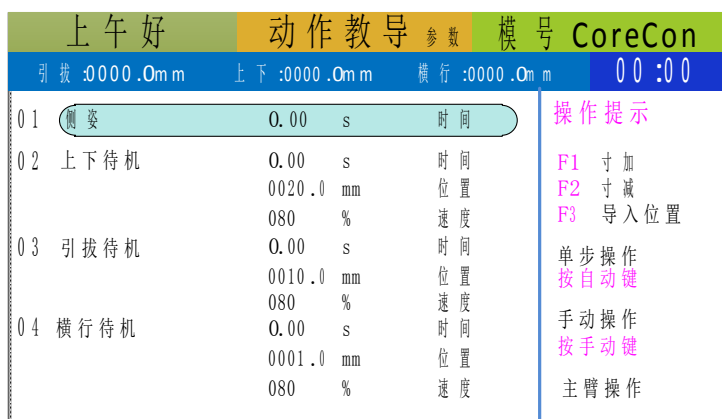 上午好 动作教导 参数 模号 CoreCon
引拔:0000.0mm 上下:0000.0mm 横行:0000.0mm 00:00
01 侧姿 0.00 s 时间
02 上下待机 0.00 s 时间
0020.0 mm 位置
080 % 速度
03 引拔待机 0.00 s 时间
0010.0 mm 位置
080 % 速度
04 横行待机 0.00 s 时间
0001.0 mm 位置
080 % 速度
操作提示
F1 寸加
F2 寸减
F3 导入位置
单步操作
按自动键
手动操作
按手动键
主臂操作